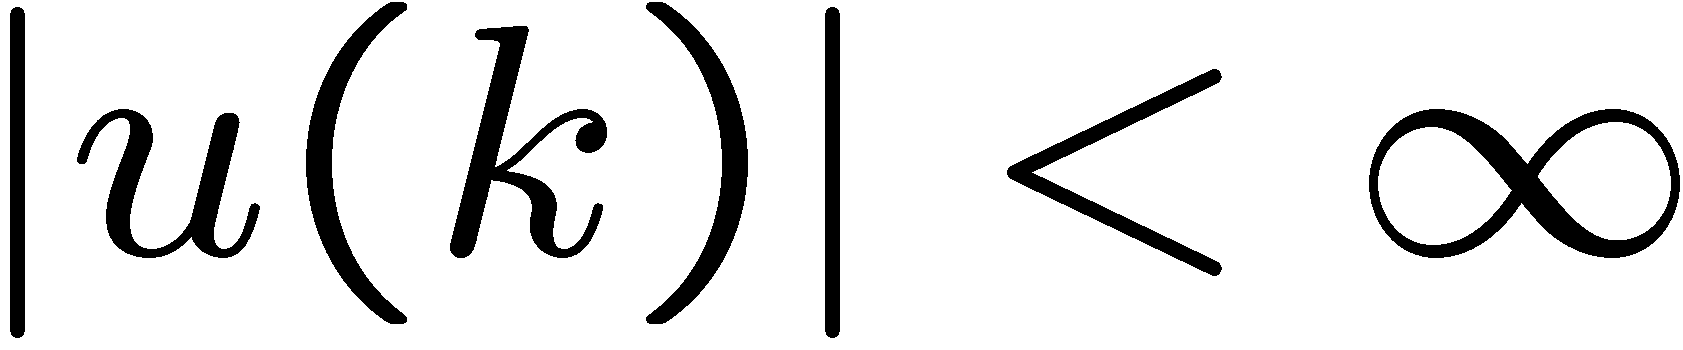 |u(k)| < ∞